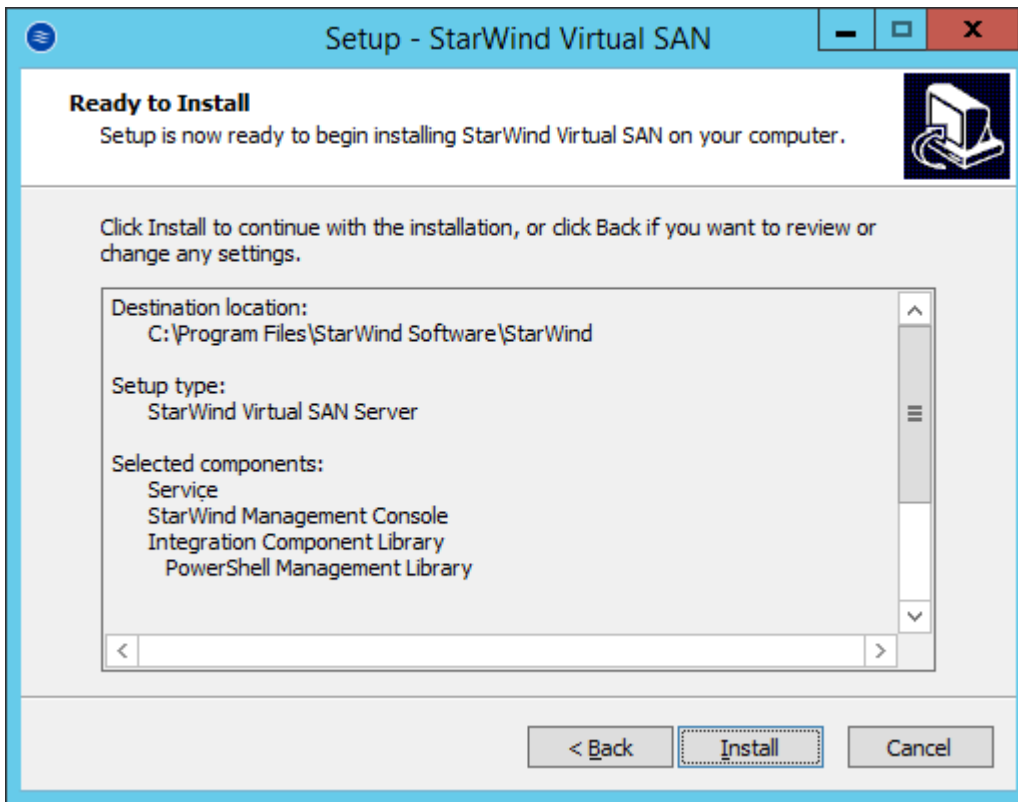 Setup - StarWind Virtual SAN
Ready to Install
Setup is now ready to begin installing StarWind Virtual SAN on your computer.
Click Install to continue with the installation, or click Back if you want to review or
change any settings.
Destination location:
C:\Program Files\StarWind Software\StarWind
Setup type:
StarWind Virtual SAN Server
Selected components:
Service
StarWind Management Console
Integration Component Library
PowerShell Management Library
< Back Install Cancel